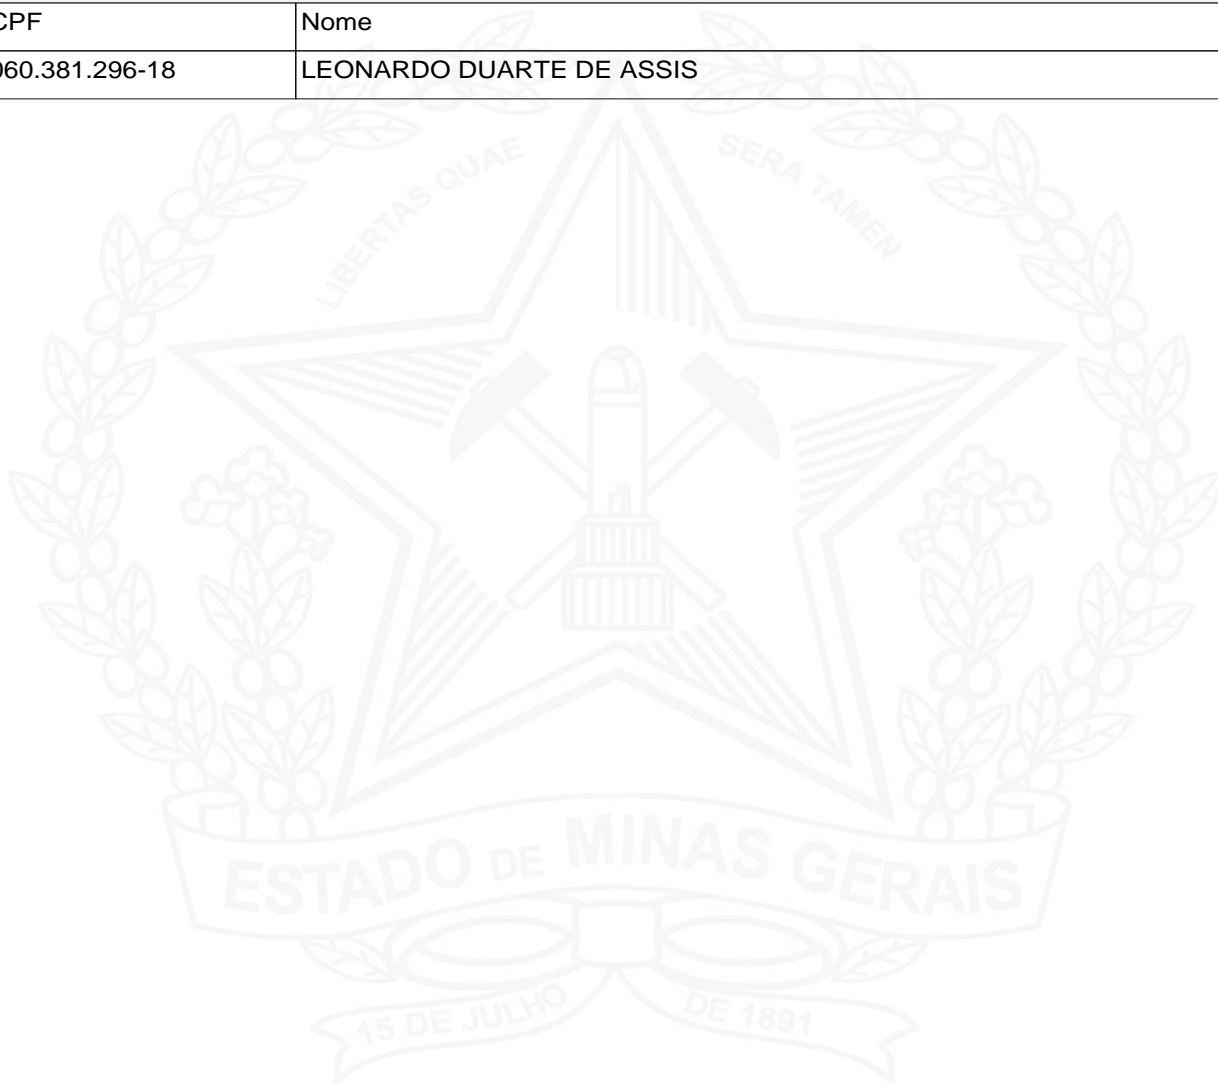 CPF Nome
060.381.296-18 LEONARDO DUARTE DE ASSIS
LIBERTAS QUAE SERA TAMEN
ESTADO DE MINAS GERAIS
15 DE JULHO DE 1891